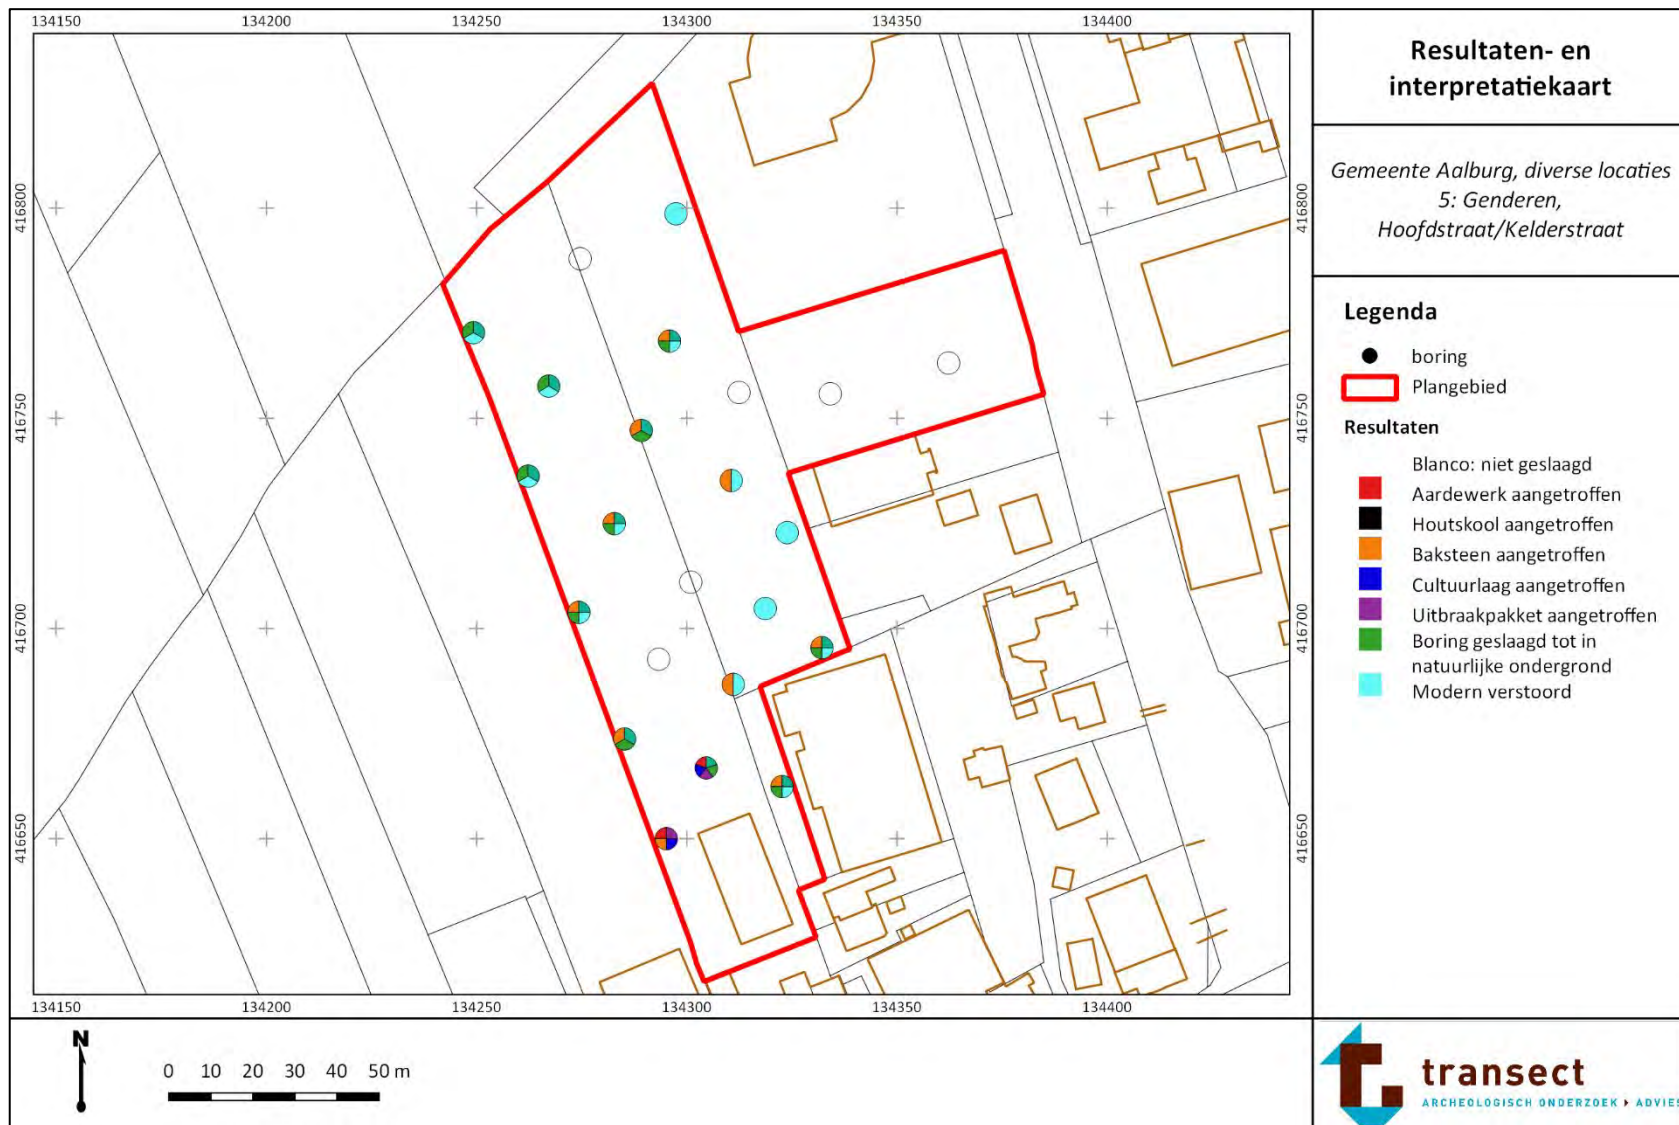 134150 134200 134250 134300 134350 134400
416800 416800
416750 416750
416700 416700
416650 416650
134150 134200 134250 134300 134350 134400
Resultaten- en
interpretatiekaart
Gemeente Aalburg, diverse locaties
5: Genderen,
Hoofdstraat/Kelderstraat
Legenda
boring
Plangebied
Resultaten
Blanco: niet geslaagd
Aardewerk aangetroffen
Houtskool aangetroffen
Baksteen aangetroffen
Cultuurlaag aangetroffen
Uitbraakpakket aangetroffen
Boring geslaagd tot in
natuurlijke ondergrond
Modern verstoord
N
0 10 20 30 40 50 m
transect
ARCHEOLOGISCH ONDERZOEK ▸ ADVIES